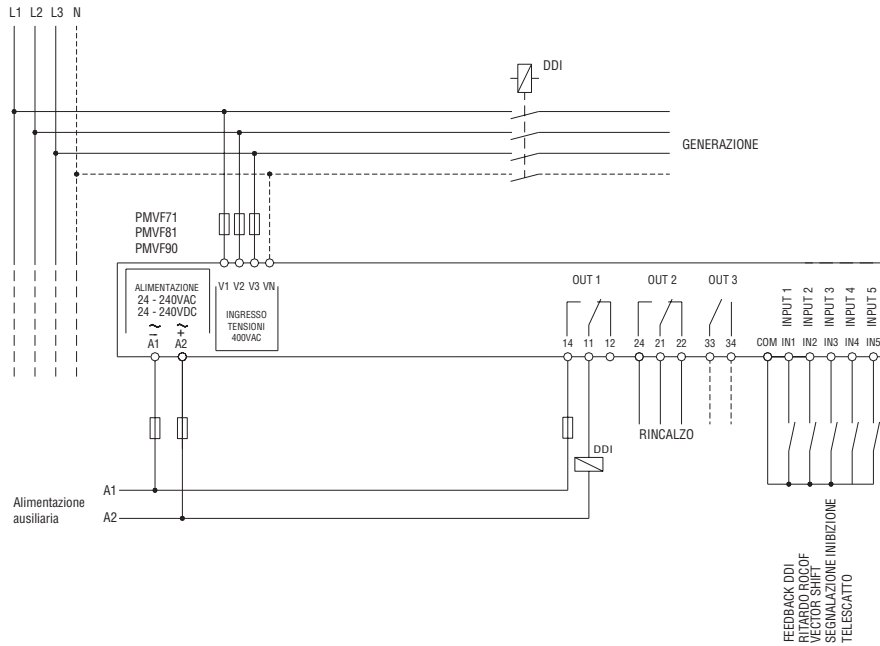 L1 L2 L3 N
DDI
GENERAZIONE
PMVF71
PMVF81
PMVF90
ALIMENTAZIONE
24 - 240VAC
24 - 240VDC
~ ~
– +
A1 A2
V1 V2 V3 VN
INGRESSO
TENSIONI
400VAC
OUT 1
OUT 2
OUT 3
INPUT 1
INPUT 2
INPUT 3
INPUT 4
INPUT 5
14 11 12 24 21 22 33 34 COM IN1 IN2 IN3 IN4 IN5
RINCALZO
DDI
Alimentazione
ausiliaria
A1
A2
FEEDBACK DDI
RITARDO ROCOF
VECTOR SHIFT
SEGNALAZIONE INIBIZIONE
TELESCATTO